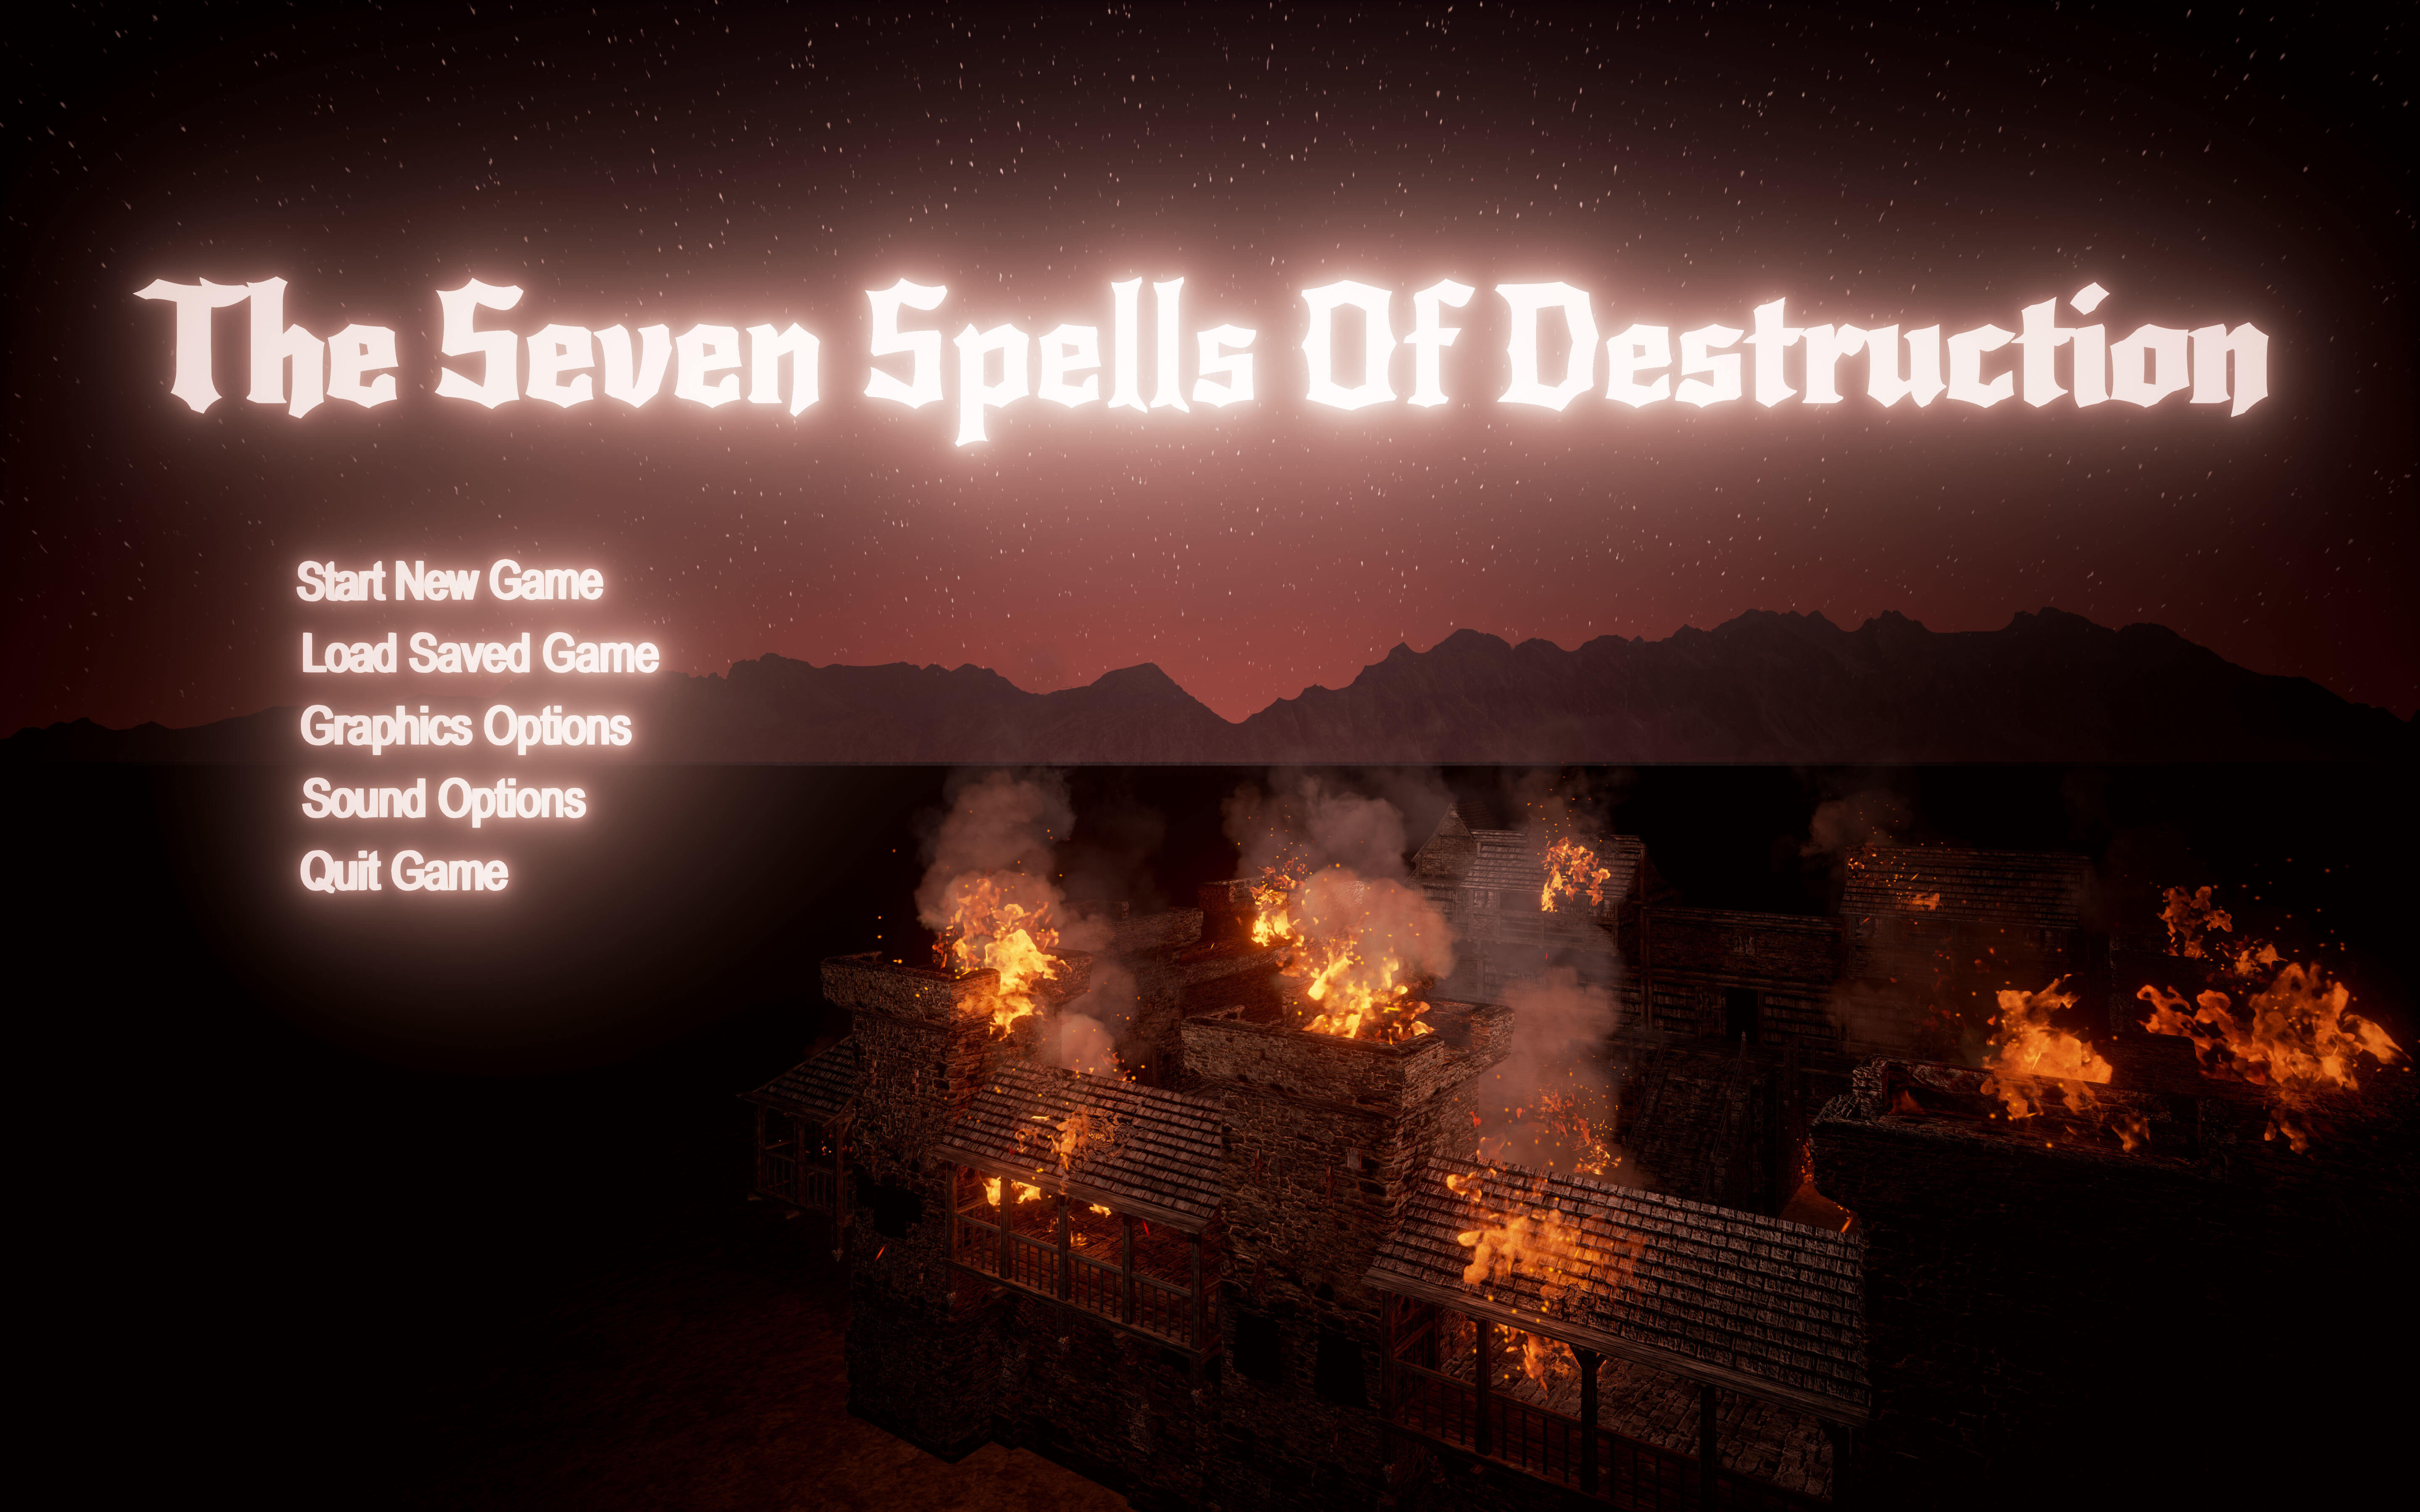 The Seven Spells Of Destruction
Start New Game
Load Saved Game
Graphics Options
Sound Options
Quit Game